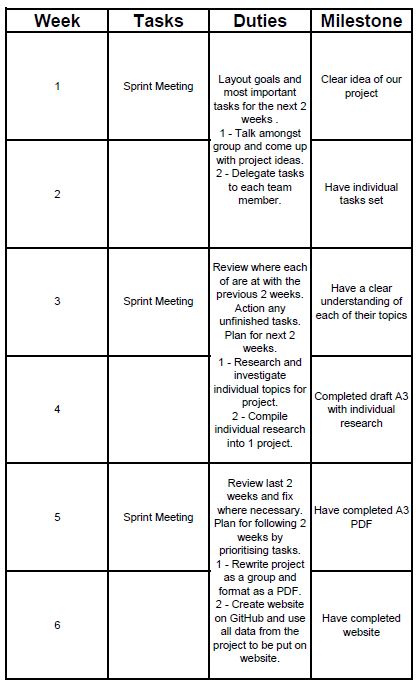 Week Tasks Duties Milestone
1
Sprint Meeting
Layout goals and
most important
tasks for the next 2
weeks .
1 - Talk amongst
group and come up
with project ideas.
2 - Delegate tasks
to each team
member.
Clear idea of our
project
2
Have individual
tasks set
3
Sprint Meeting
Review where each
of are at with the
previous 2 weeks.
Action any
unfinished tasks.
Plan for next 2
weeks.
1 - Research and
investigate
individual topics for
project.
2 - Compile
individual research
into 1 project.
Have a clear
understanding of
each of their topics
4
Completed draft A3
with individual
research
5
Sprint Meeting
Review last 2
weeks and fix
where necessary.
Plan for following 2
weeks by
prioritising tasks.
1 - Rewrite project
as a group and
format as a PDF.
2 - Create website
on GitHub and use
all data from the
project to be put on
website.
Have completed A3
PDF
6
Have completed
website